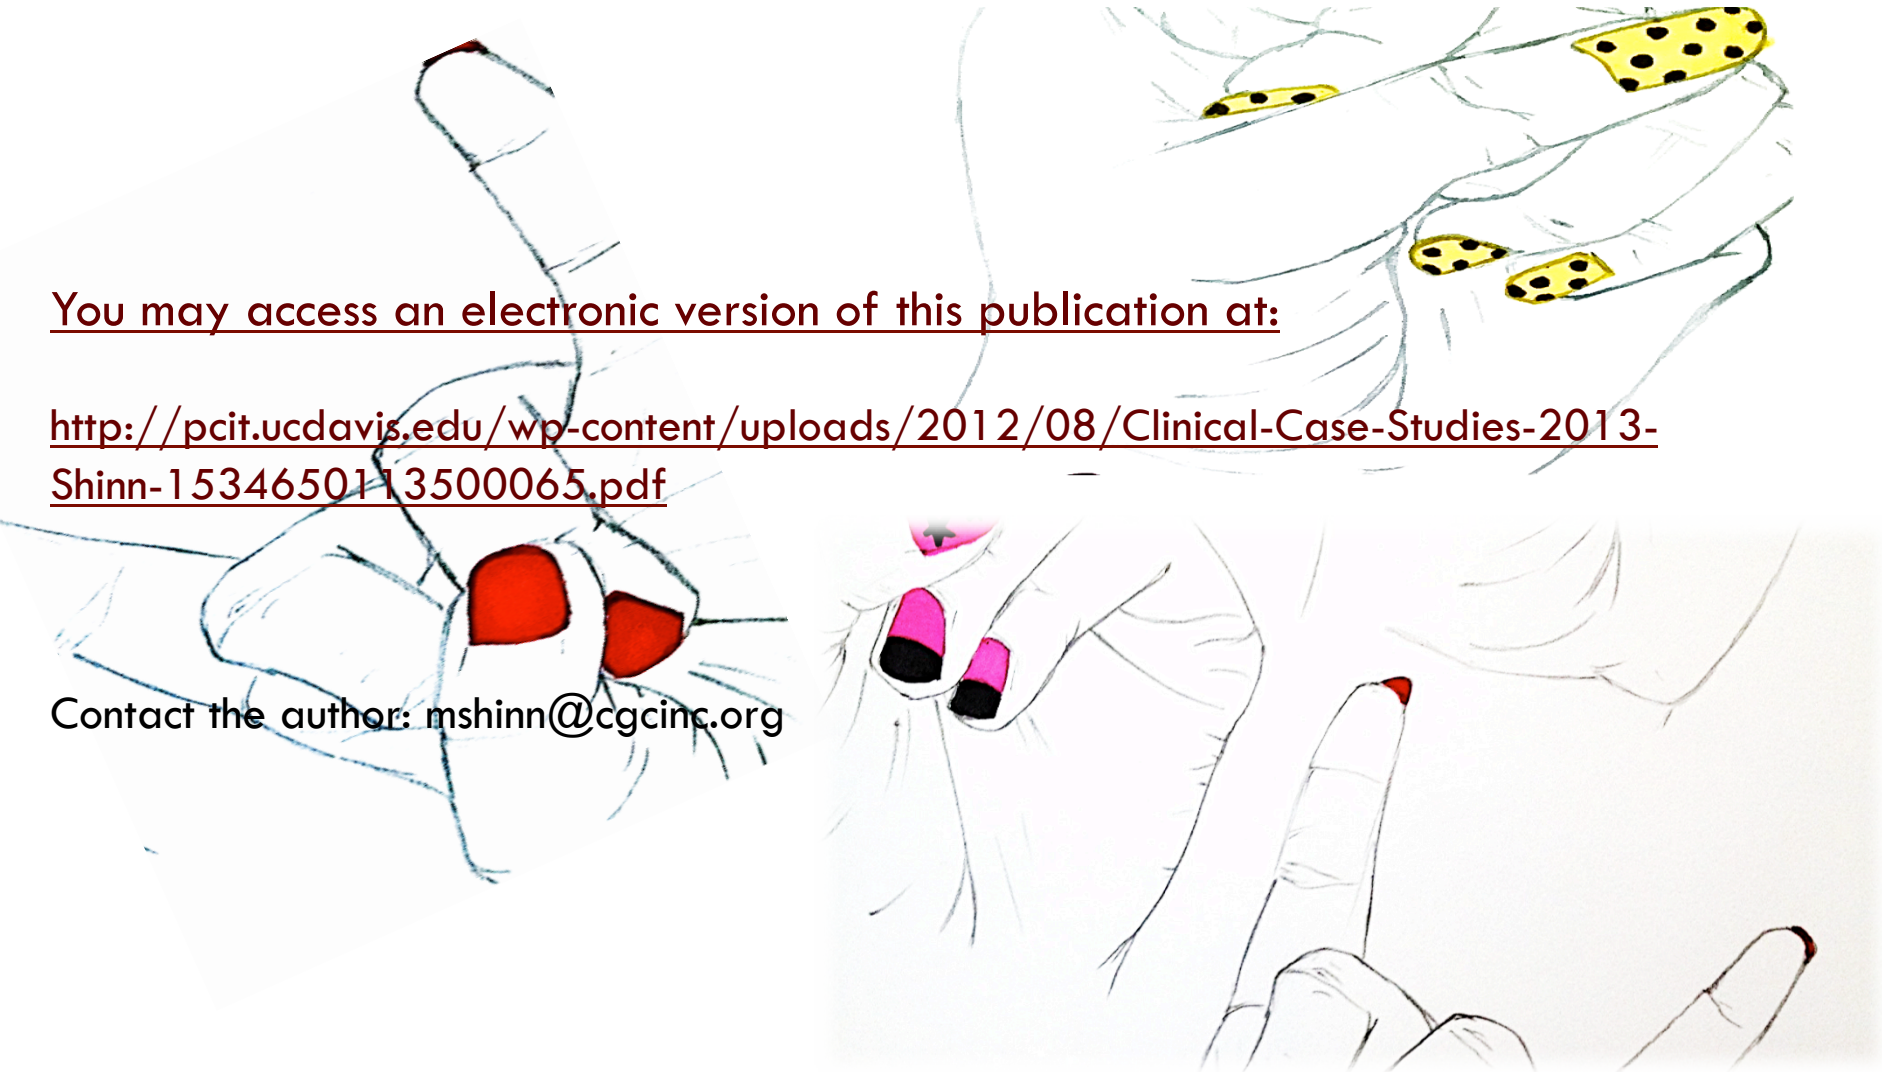 You may access an electronic version of this publication at:
http://pcit.ucdavis.edu/wp-content/uploads/2012/08/Clinical-Case-Studies-2013-
Shinn-1534650113500065.pdf
Contact the author: mshinn@cgcinc.org